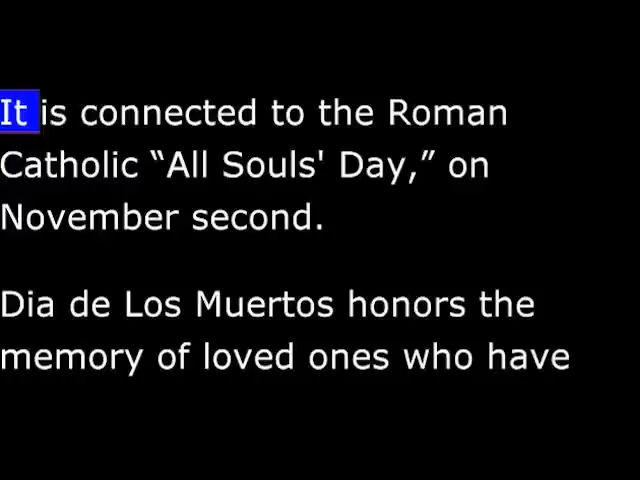 It is connected to the Roman
Catholic “All Souls' Day,” on
November second.
Dia de Los Muertos honors the
memory of loved ones who have